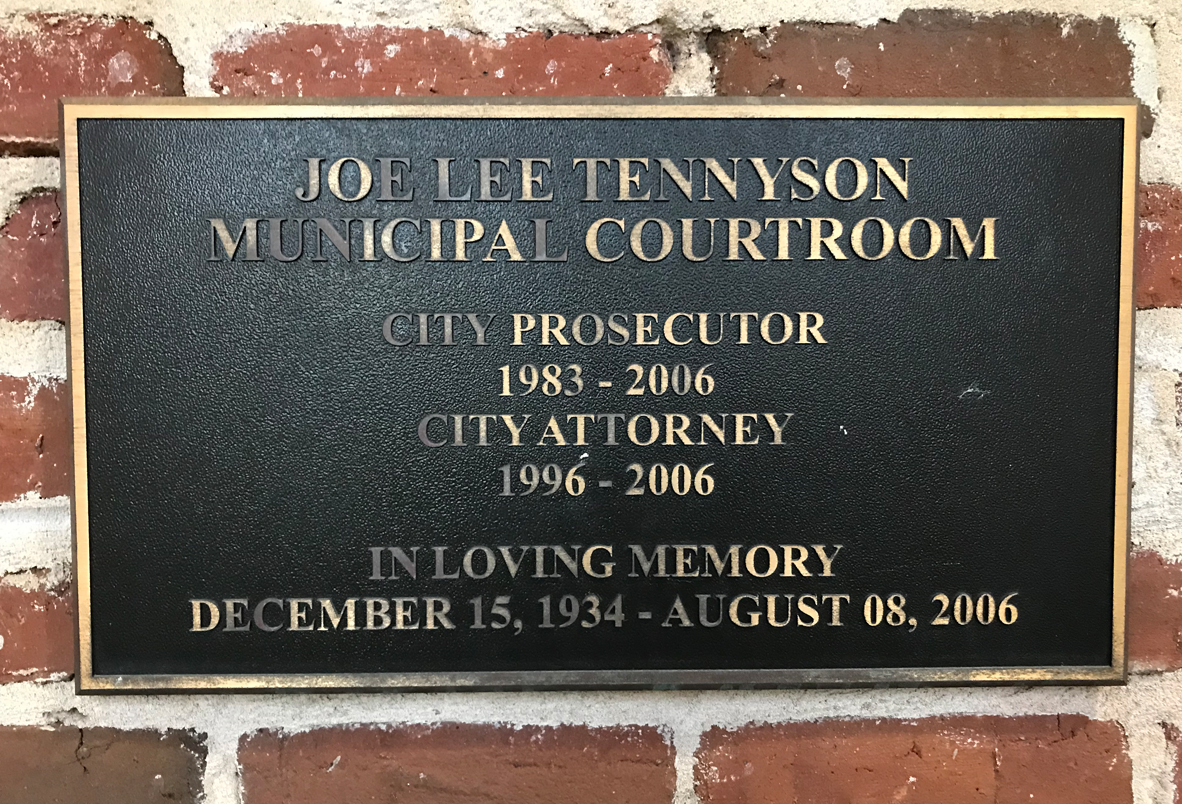 JOE LEE TENNYSON
MUNICIPAL COURTROOM
CITY PROSECUTOR
1983 - 2006
CITY ATTORNEY
1996 - 2006
IN LOVING MEMORY
DECEMBER 15, 1934 - AUGUST 08, 2006